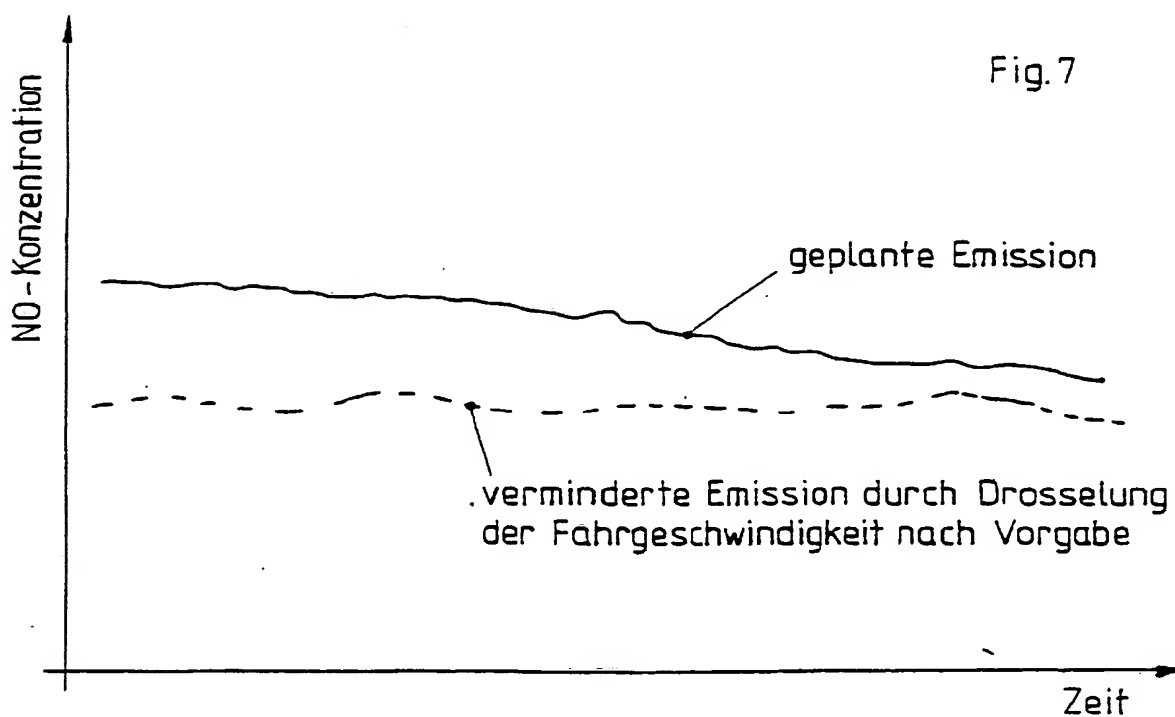 Fig. 7
NO-Konzentration
geplante Emission
verminderte Emission durch Drosselung
der Fahrgeschwindigkeit nach Vorgabe
Zeit